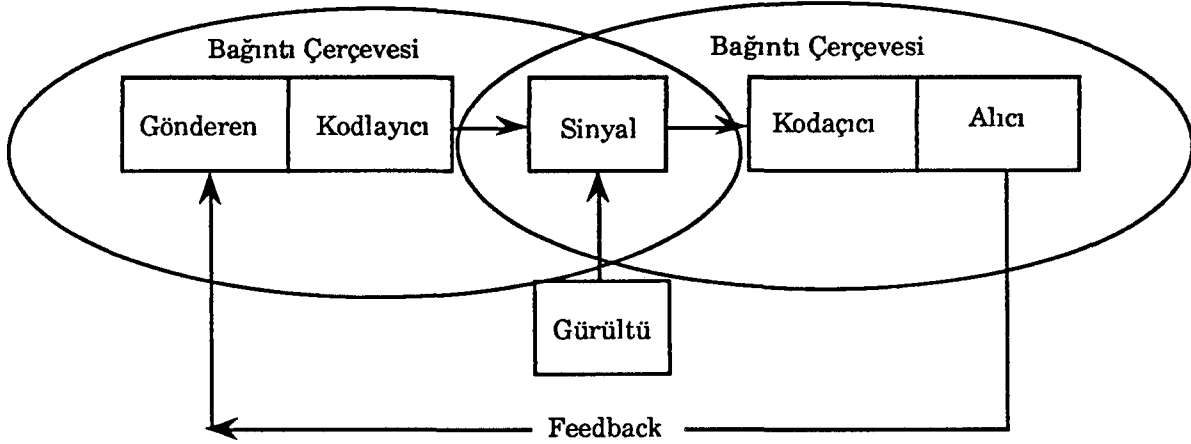 Bağıntı Çerçevesi
Bağıntı Çerçevesi
Gönderen
Kodlayıcı
Sinyal
Kodaçıcı
Alıcı
Gürültü
Feedback